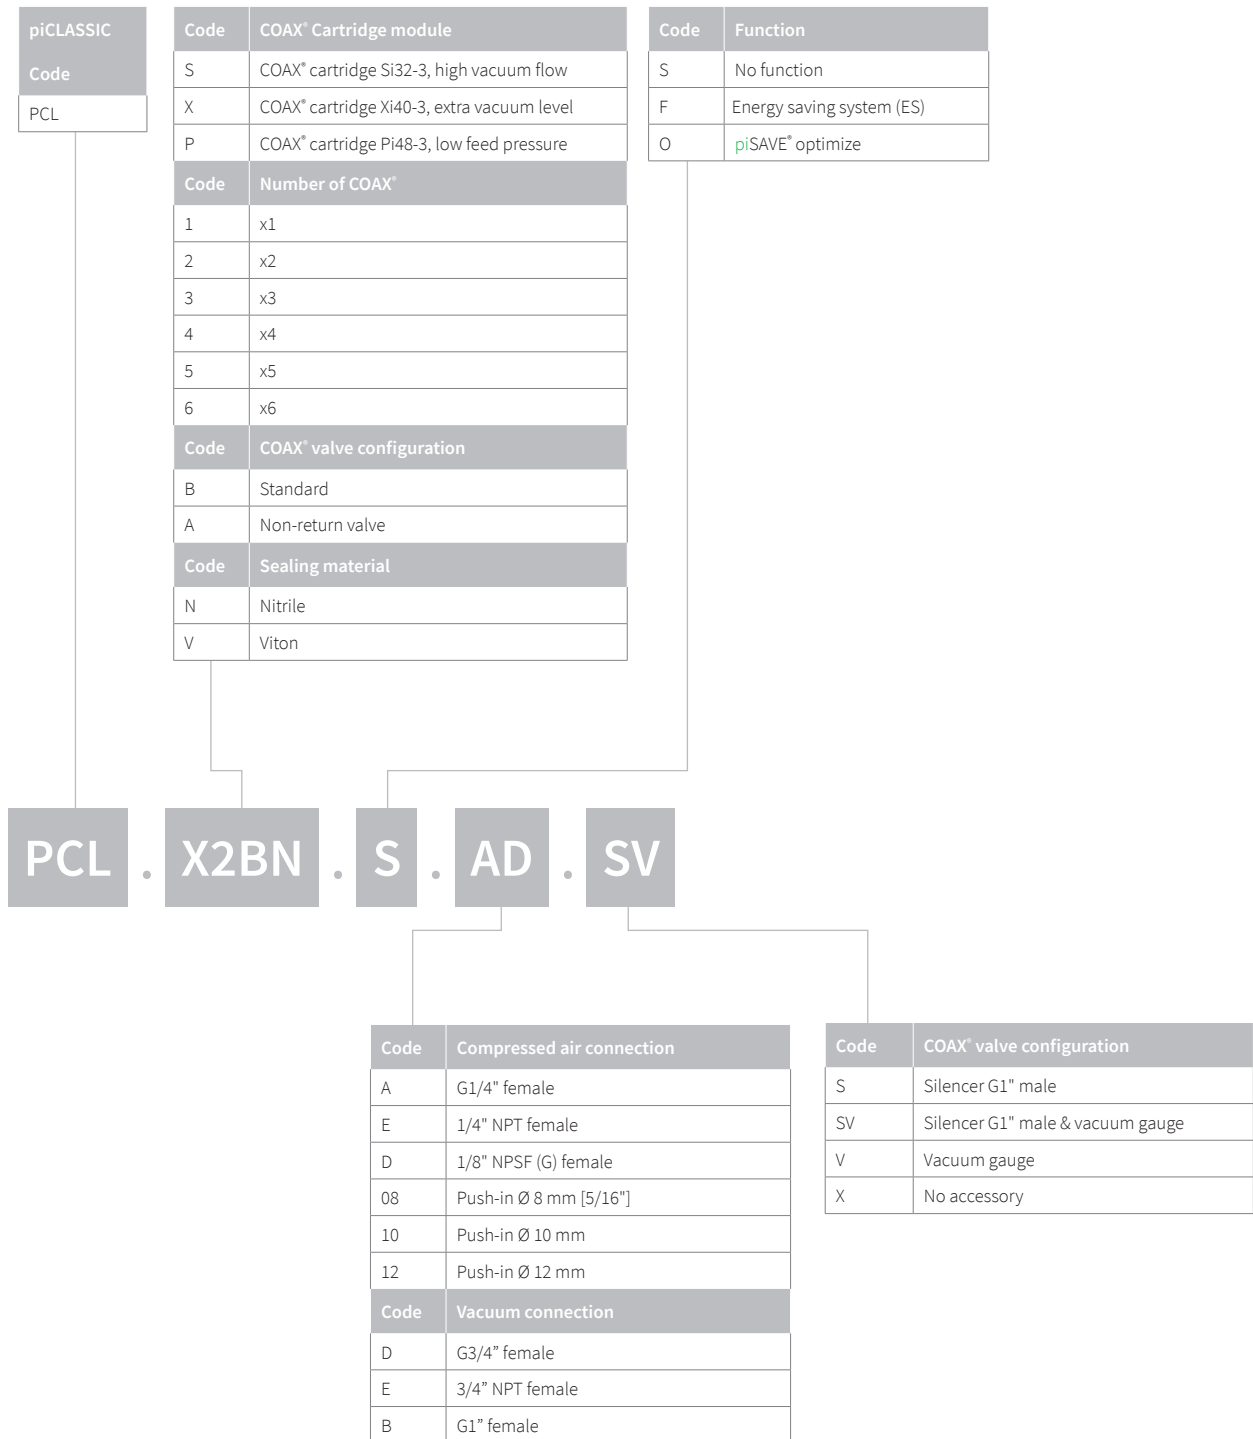 piCLASSIC
Code
PCL
Code COAX® Cartridge module
S COAX® cartridge Si32-3, high vacuum flow
X COAX® cartridge Xi40-3, extra vacuum level
P COAX® cartridge Pi48-3, low feed pressure
Code Number of COAX®
1 x1
2 x2
3 x3
4 x4
5 x5
6 x6
Code COAX® valve configuration
B Standard
A Non-return valve
Code Sealing material
N Nitrile
V Viton
Code Function
S No function
F Energy saving system (ES)
O piSAVE® optimize
PCL . X2BN . S . AD . SV
Code Compressed air connection
A G1/4" female
E 1/4" NPT female
D 1/8" NPSF (G) female
08 Push-in Ø 8 mm [5/16"]
10 Push-in Ø 10 mm
12 Push-in Ø 12 mm
Code Vacuum connection
D G3/4” female
E 3/4” NPT female
B G1” female
Code COAX® valve configuration
S Silencer G1" male
SV Silencer G1" male & vacuum gauge
V Vacuum gauge
X No accessory